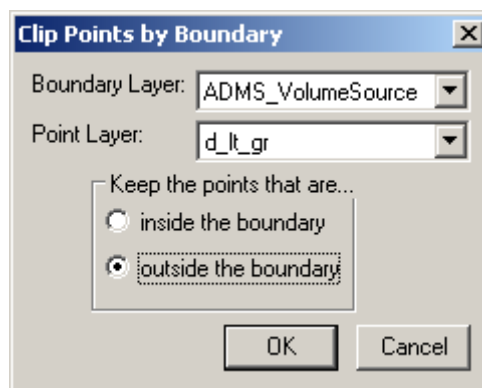 Clip Points by Boundary
Boundary Layer: ADMS_VolumeSource
Point Layer: d_lt_gr
Keep the points that are...
inside the boundary
outside the boundary
OK Cancel